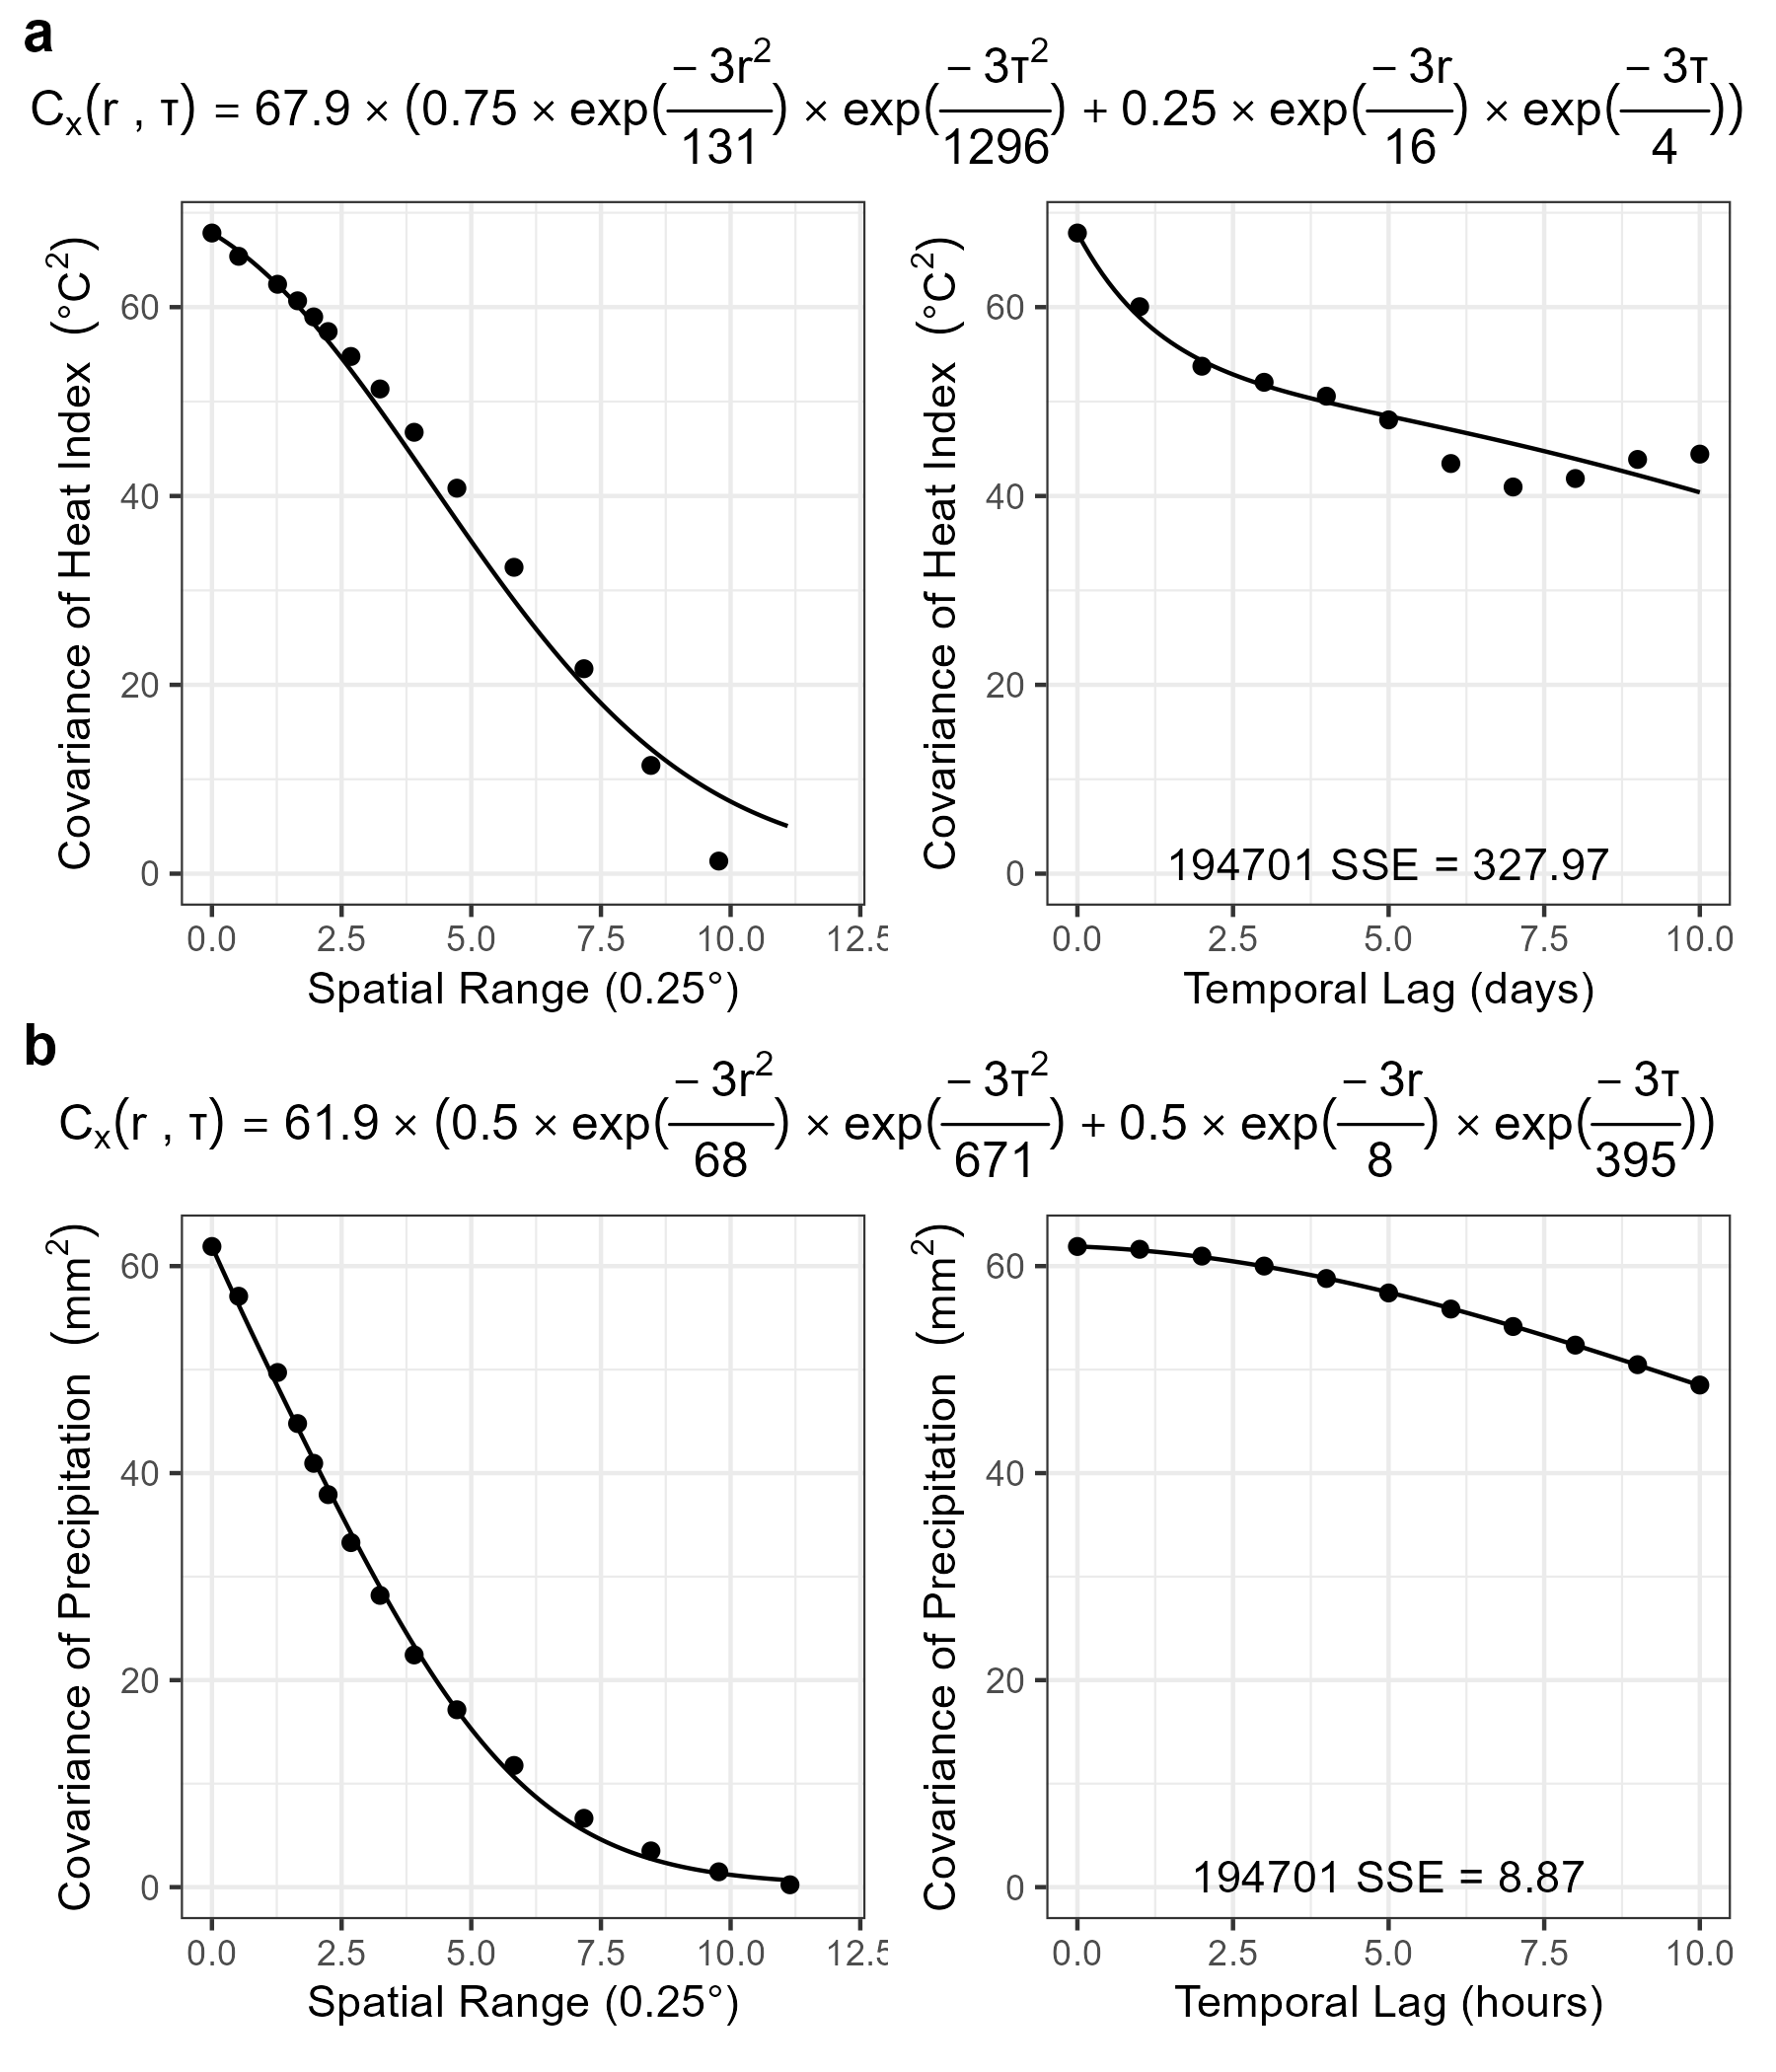 a
Cₓ(r , τ) = 67.9 × (0.75 × exp(− 3r²/131) × exp(− 3τ²/1296) + 0.25 × exp(− 3r/16) × exp(− 3τ/4))
Covariance of Heat Index (°C²)
60
40
20
0
0.0 2.5 5.0 7.5 10.0 12.5
Spatial Range (0.25°)
Covariance of Heat Index (°C²)
60
40
20
0
194701 SSE = 327.97
0.0 2.5 5.0 7.5 10.0
Temporal Lag (days)
b
Cₓ(r , τ) = 61.9 × (0.5 × exp(− 3r²/68) × exp(− 3τ²/671) + 0.5 × exp(− 3r/8) × exp(− 3τ/395))
Covariance of Precipitation (mm²)
60
40
20
0
0.0 2.5 5.0 7.5 10.0 12.5
Spatial Range (0.25°)
Covariance of Precipitation (mm²)
60
40
20
0
194701 SSE = 8.87
0.0 2.5 5.0 7.5 10.0
Temporal Lag (hours)